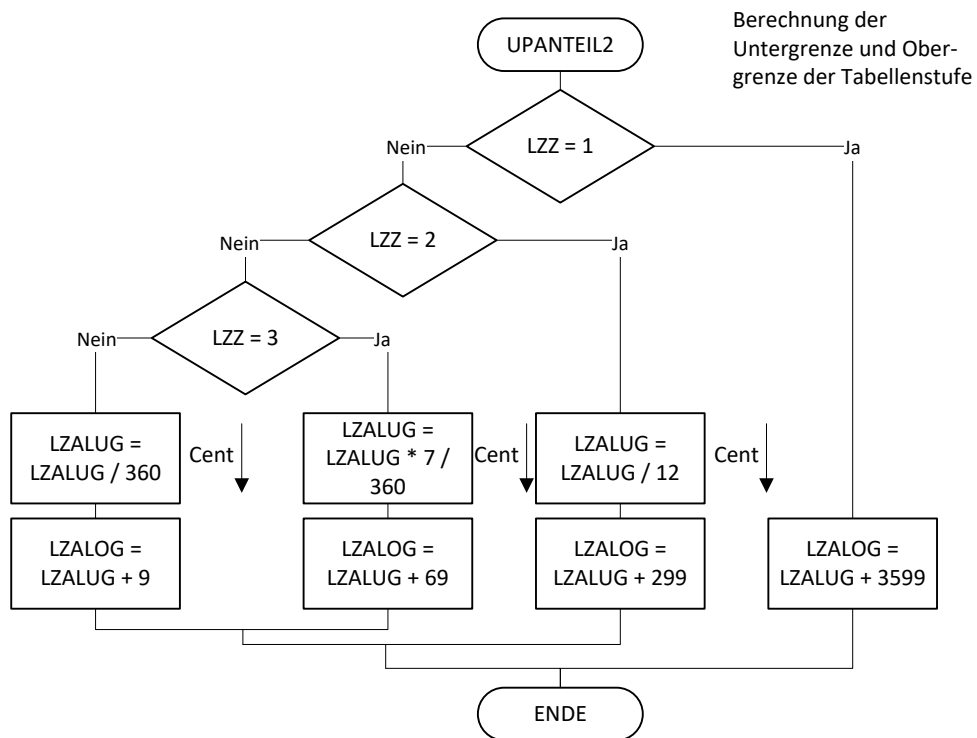 Berechnung der
Untergrenze und Ober-
grenze der Tabellenstufe
UPANTEIL2
LZZ = 1
Nein
Ja
LZZ = 2
Nein
Ja
LZZ = 3
Nein
Ja
LZALUG =
LZALUG / 360
Cent
LZALUG =
LZALUG * 7 /
360
Cent
LZALUG =
LZALUG / 12
Cent
LZALOG =
LZALUG + 9
LZALOG =
LZALUG + 69
LZALOG =
LZALUG + 299
LZALOG =
LZALUG + 3599
ENDE